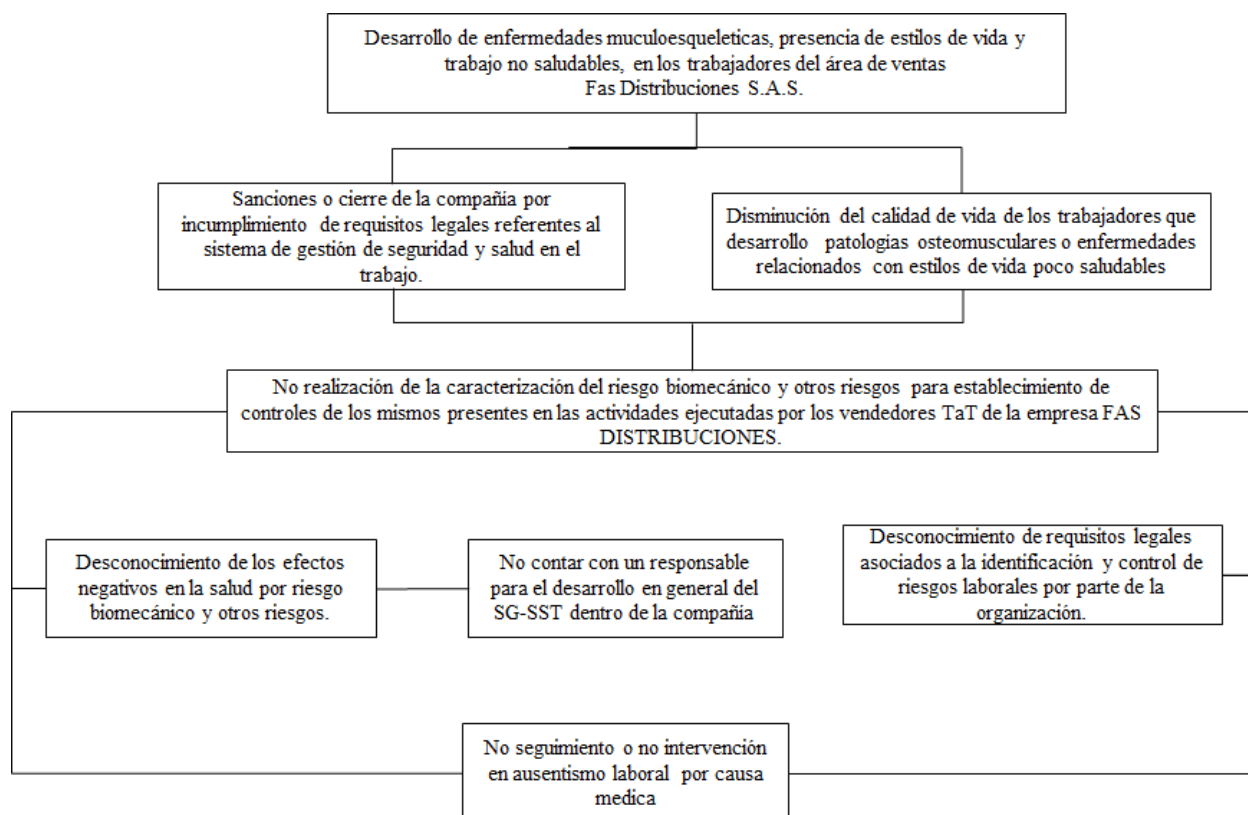 Desarrollo de enfermedades muculoesqueleticas, presencia de estilos de vida y
trabajo no saludables, en los trabajadores del área de ventas
Fas Distribuciones S.A.S.
Sanciones o cierre de la compañía por
incumplimiento de requisitos legales referentes al
sistema de gestión de seguridad y salud en el
trabajo.
Disminución del calidad de vida de los trabajadores que
desarrollo patologías osteomusculares o enfermedades
relacionados con estilos de vida poco saludables
No realización de la caracterización del riesgo biomecánico y otros riesgos para establecimiento de
controles de los mismos presentes en las actividades ejecutadas por los vendedores TaT de la empresa FAS
DISTRIBUCIONES.
Desconocimiento de los efectos
negativos en la salud por riesgo
biomecánico y otros riesgos.
No contar con un responsable
para el desarrollo en general del
SG-SST dentro de la compañía
Desconocimiento de requisitos legales
asociados a la identificación y control de
riesgos laborales por parte de la
organización.
No seguimiento o no intervención
en ausentismo laboral por causa
medica